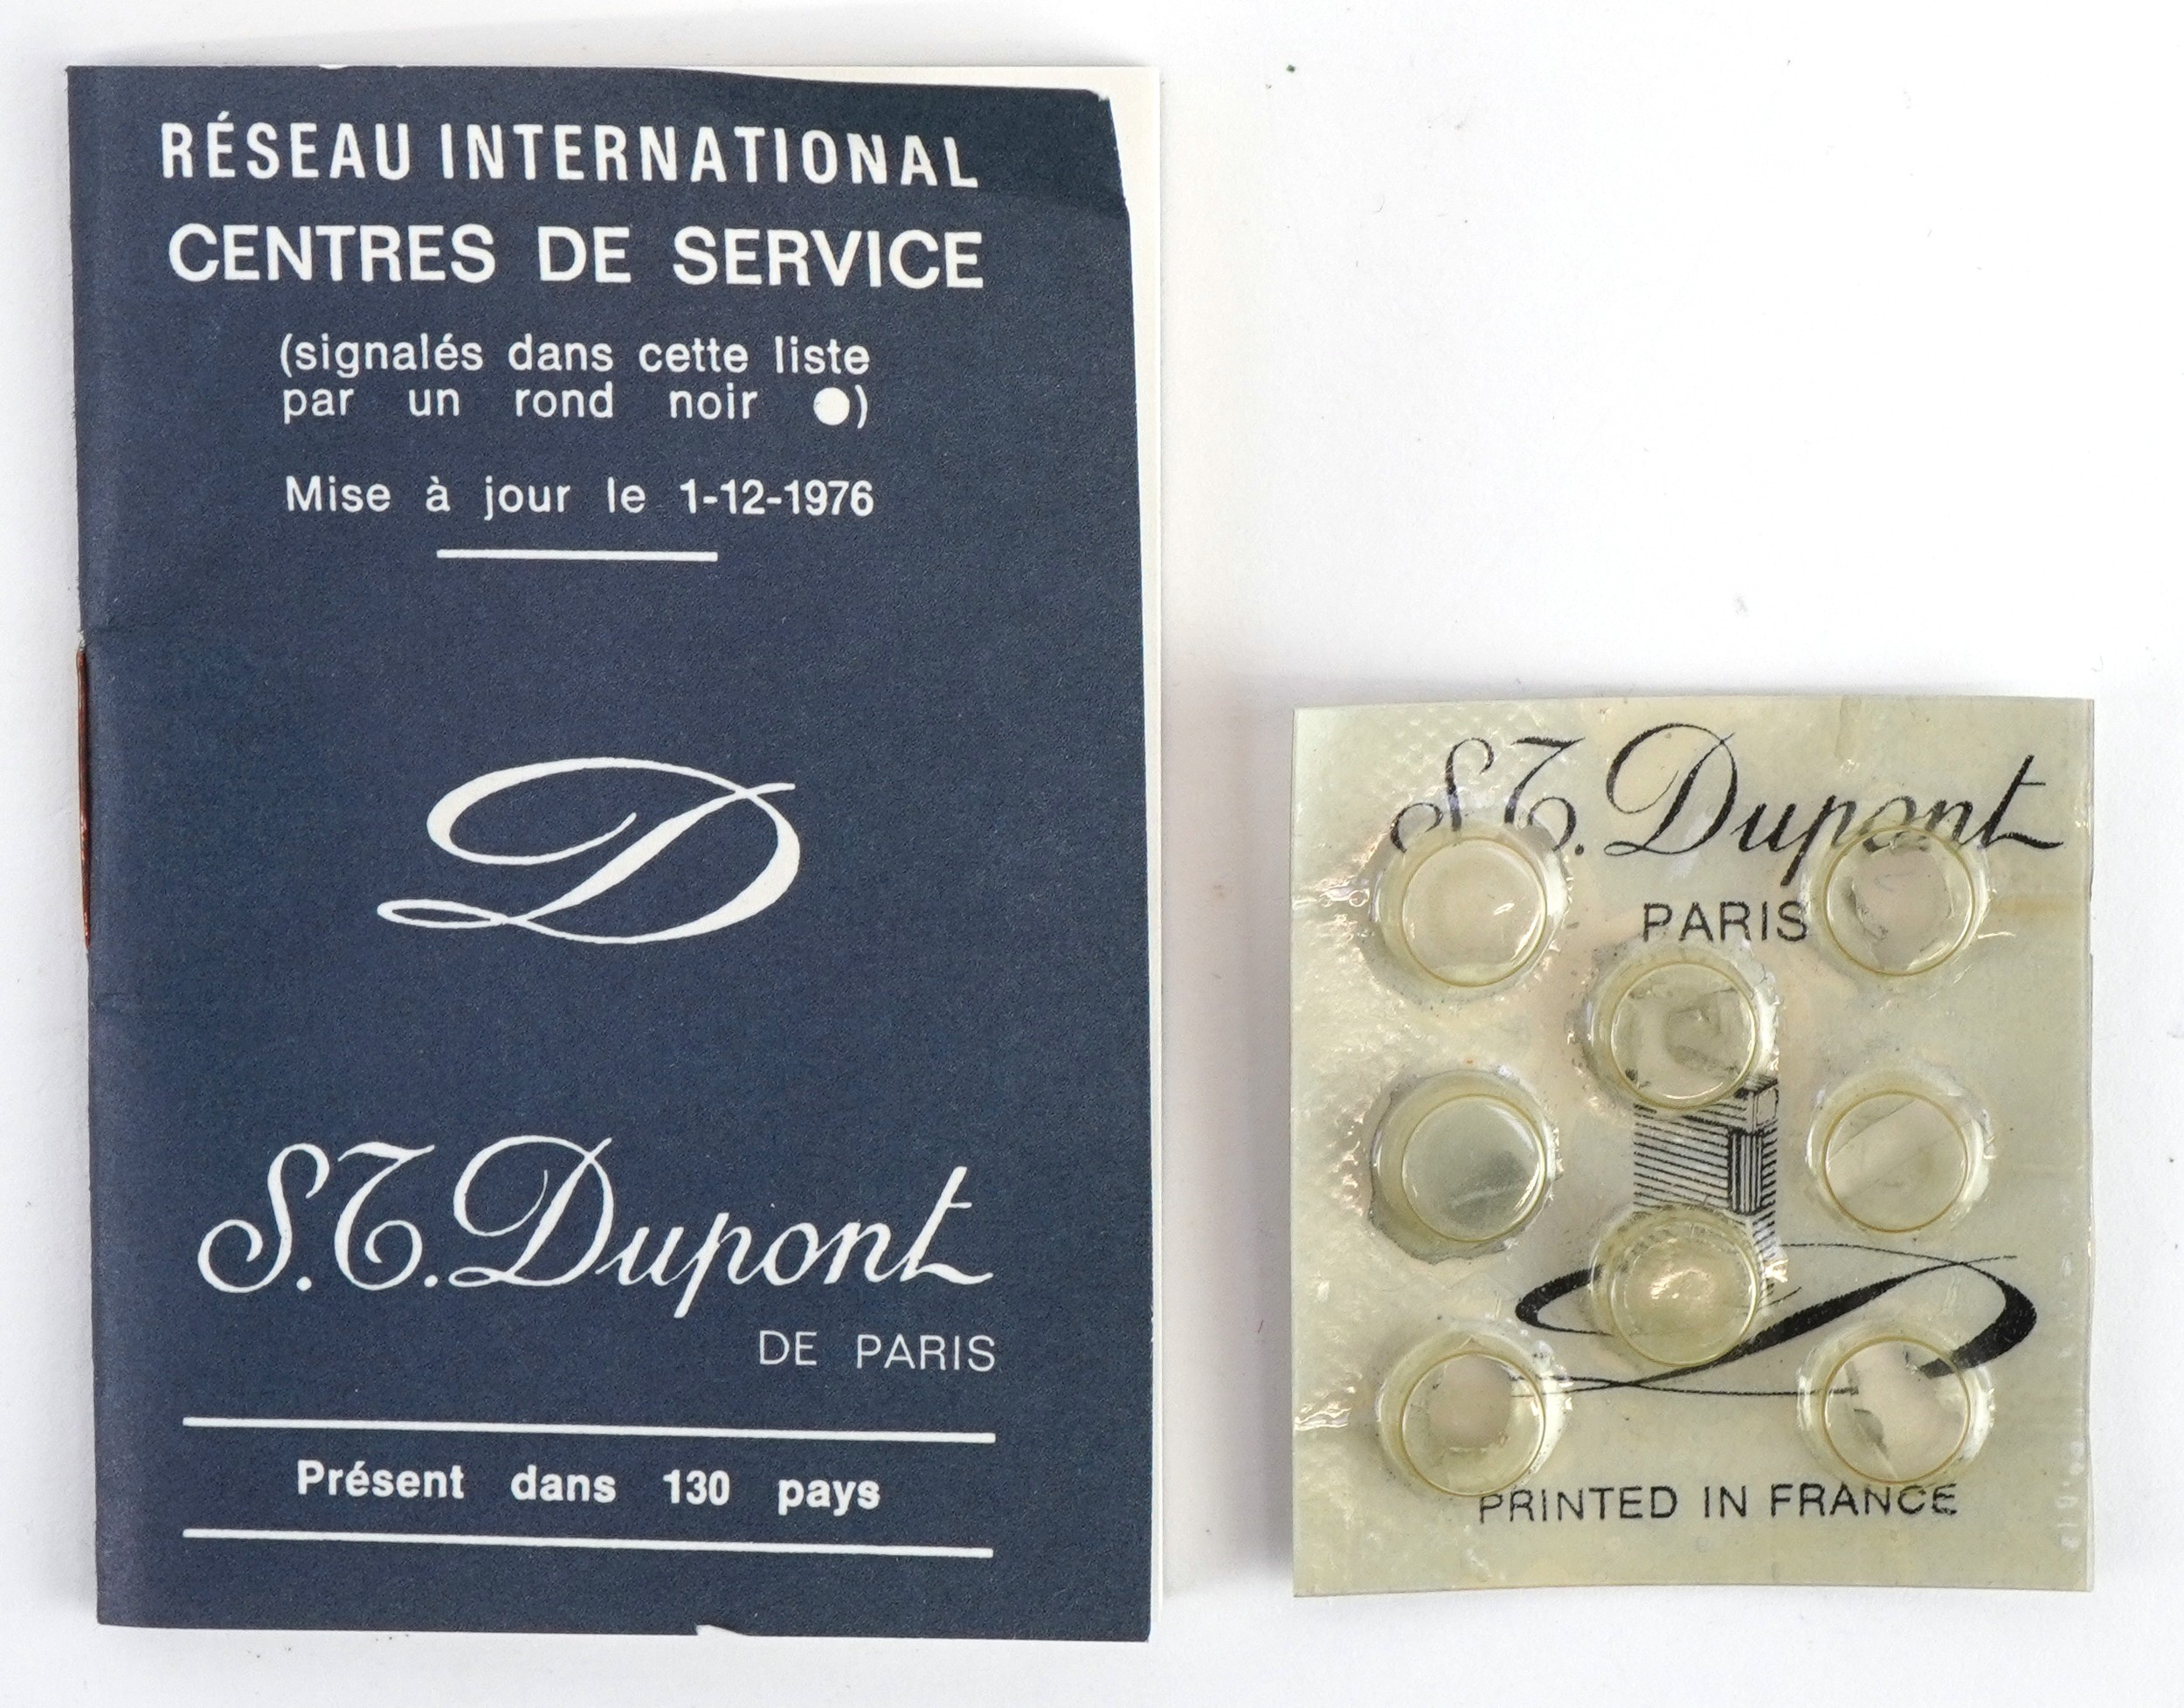 RÉSEAU INTERNATIONAL
CENTRES DE SERVICE
(signalés dans cette liste
par un rond noir ●)
Mise à jour le 1-12-1976
D
S.T. Dupont
DE PARIS
Présent dans 130 pays
S.T. Dupont
PARIS
D
PRINTED IN FRANCE